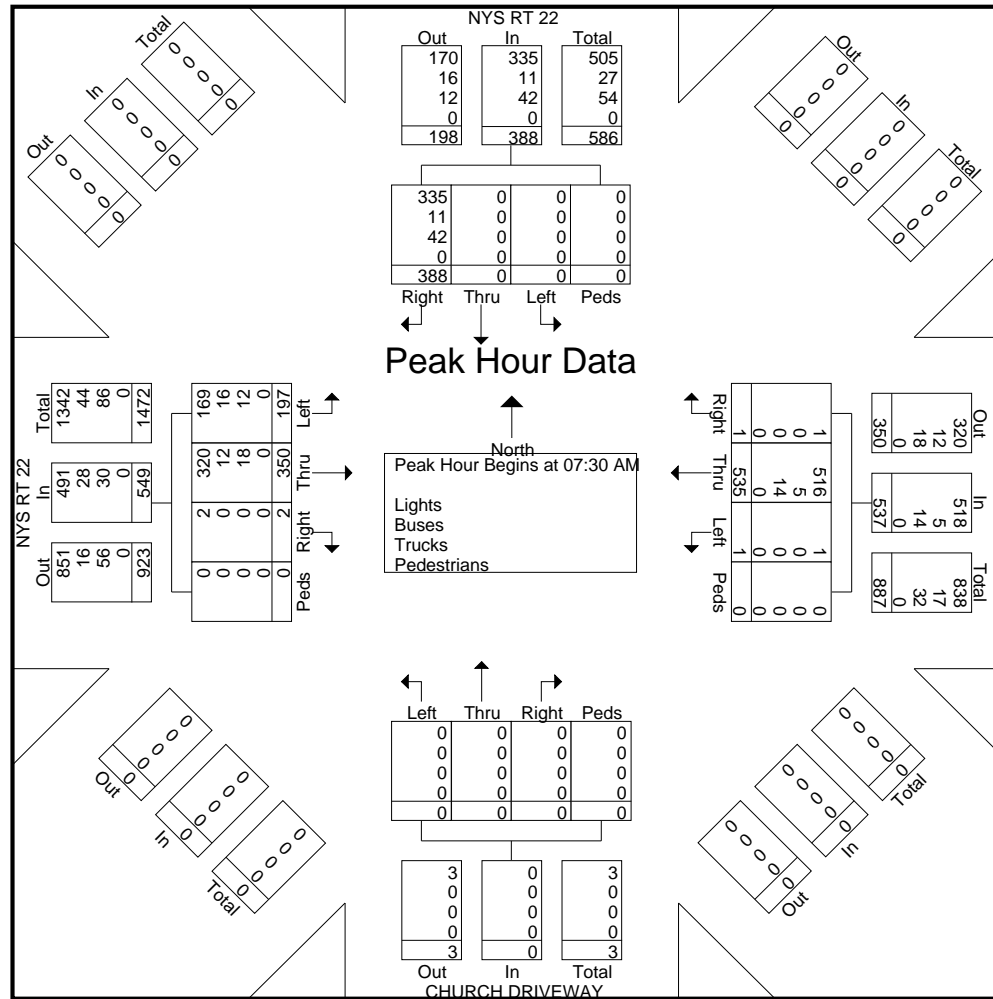 NYS RT 22
Out In Total
170 335 505
16 11 27
12 42 54
0 0 0
198 388 586
335 0 0 0
11 0 0 0
42 0 0 0
0 0 0 0
388 0 0 0
Right Thru Left Peds
Total
0
0
0
0
0
In
0
0
0
0
0
Out
0
0
0
0
0
Out
0
0
0
0
0
In
0
0
0
0
0
Total
0
0
0
0
0
Peak Hour Data
North
Peak Hour Begins at 07:30 AM
Lights
Buses
Trucks
Pedestrians
NYS RT 22
Total
1342
44
86
0
1472
In
491
28
30
0
549
Out
851
16
56
0
923
169
16
12
0
197
Left
320
12
18
0
350
Thru
2
0
0
0
2
Right
0
0
0
0
0
Peds
Right
1
0
0
0
1
Thru
516
5
14
0
535
Left
1
0
0
0
1
Peds
0
0
0
0
0
Out
320
12
18
0
350
In
518
5
14
0
537
Total
838
17
32
0
887
Left Thru Right Peds
0 0 0 0
0 0 0 0
0 0 0 0
0 0 0 0
0 0 0 0
3 0 3
0 0 0
0 0 0
0 0 0
3 0 3
Out In Total
CHURCH DRIVEWAY
0
0
0
0
0
Out
0
0
0
0
0
In
0
0
0
0
0
Total
0
0
0
0
0
Total
0
0
0
0
0
In
0
0
0
0
0
Out